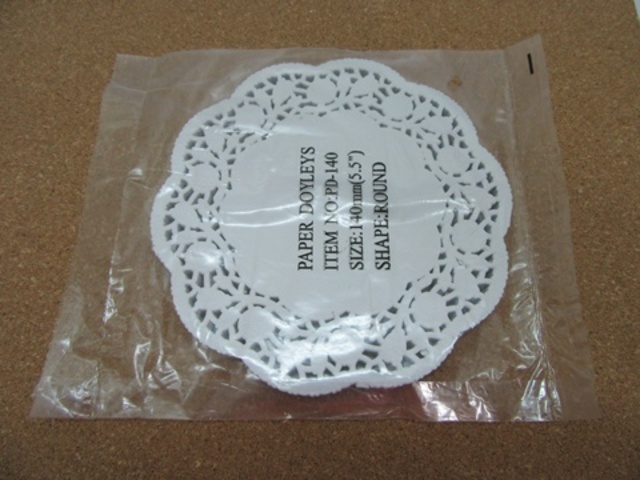 PAPER DOYLEYS
ITEM NO:PD-140
SIZE:140mm(5.5")
SHAPE:ROUND